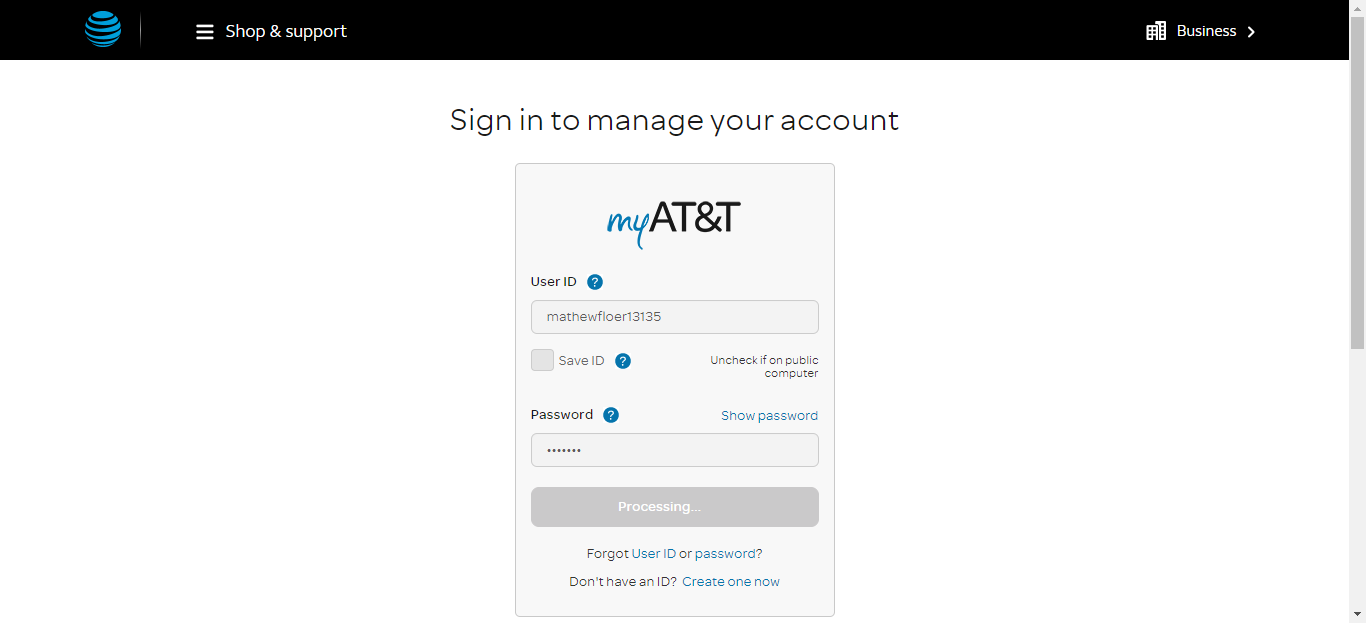 Shop & support
Business
Sign in to manage your account
myAT&T
User ID ?
mathewfloer13135
Save ID ?
Uncheck if on public
computer
Password ?
Show password
•••••••
Processing...
Forgot User ID or password?
Don't have an ID? Create one now